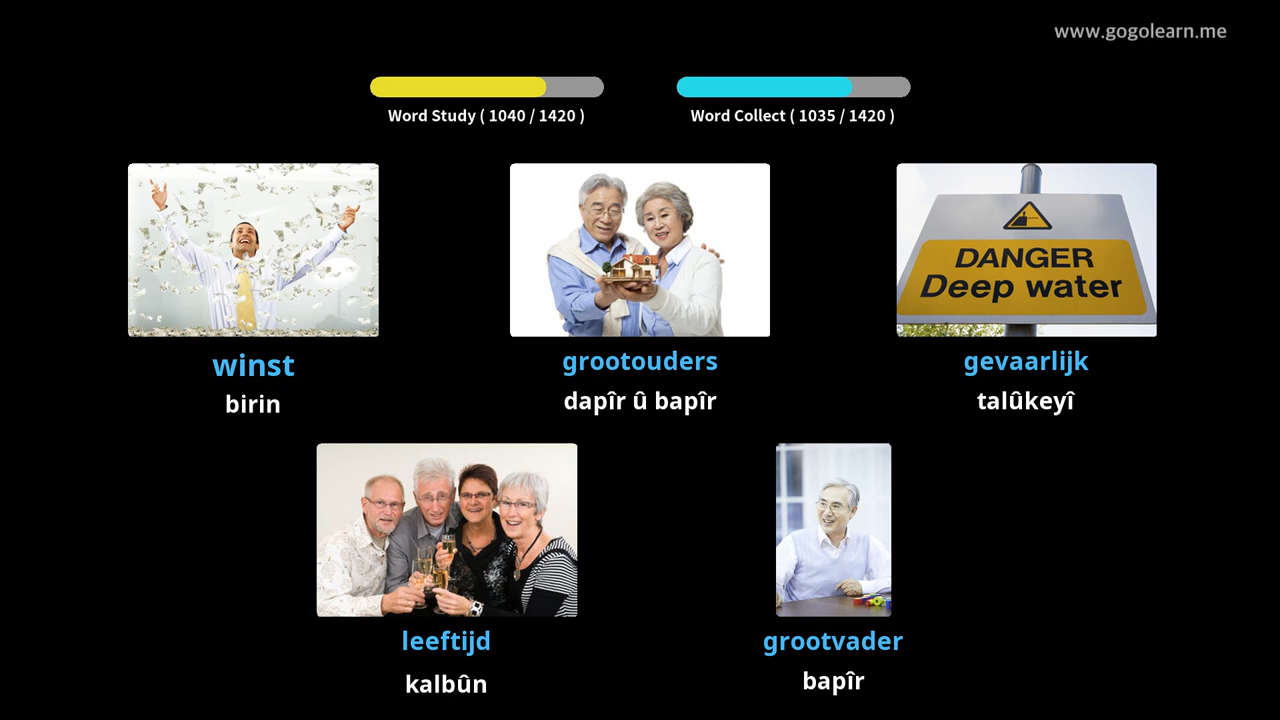 www.gogolearn.me
Word Study ( 1040 / 1420 )
Word Collect ( 1035 / 1420 )
DANGER
Deep water
winst
birin
grootouders
dapîr û bapîr
gevaarlijk
talûkeyî
leeftijd
kalbûn
grootvader
bapîr